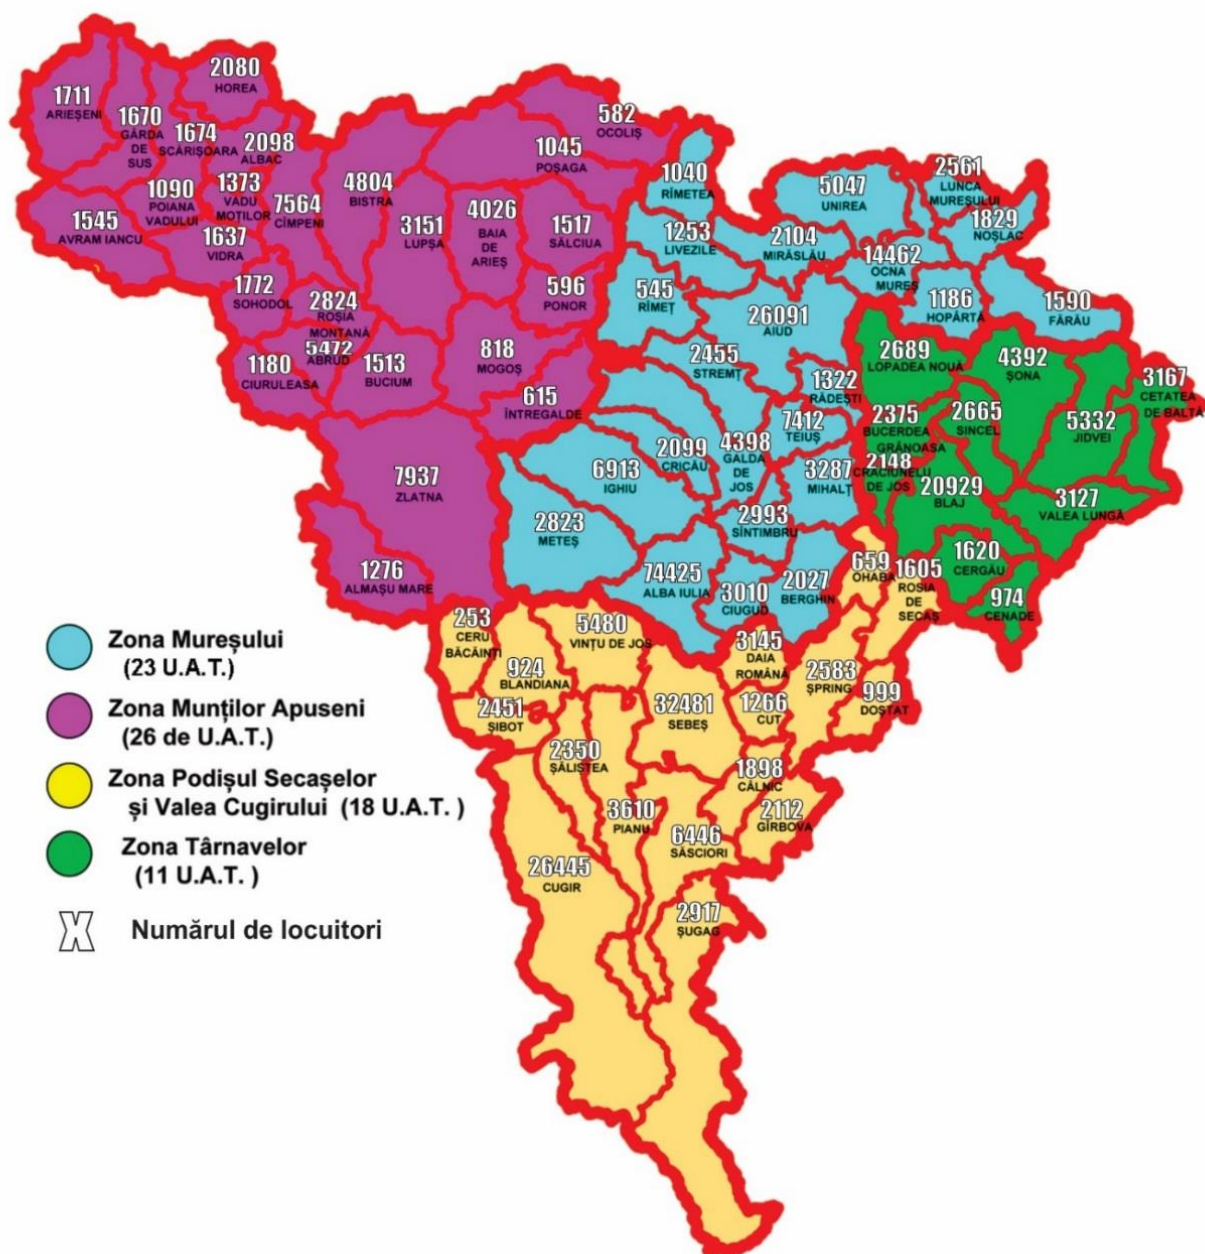 2080
HOREA
1711
ARIEȘENI
1670
GÂRDA
DE
SUS
1674
SCĂRIȘOARA
2098
ALBAC
582
OCOLIȘ
1045
POȘAGA
1090
POIANA
VADULUI
1373
VADU
MOȚILOR
7564
CÎMPENI
4804
BISTRA
3151
LUPȘA
4026
BAIA
DE
ARIEȘ
1517
SĂLCIUA
1545
AVRAM IANCU
1637
VIDRA
1772
SOHODOL
2824
ROȘIA
MONTANĂ
5472
ABRUD
596
PONOR
1180
CIURULEASA
1513
BUCIUM
818
MOGOȘ
615
ÎNTREGALDE
7937
ZLATNA
1276
ALMAȘU MARE
1040
RÎMETEA
5047
UNIREA
2561
LUNCA
MUREȘULUI
1829
NOȘLAC
1253
LIVEZILE
2104
MIRĂSLĂU
14462
OCNA
MUREȘ
545
RÎMEȚ
26091
AIUD
1186
HOPÂRTĂ
1590
FĂRĂU
2455
STREMȚ
1322
RĂDEȘTI
7412
TEIUȘ
2099
CRICĂU
4398
GALDA
DE
JOS
6913
IGHIU
3287
MIHALȚ
2823
METEȘ
2993
SÎNTIMBRU
74425
ALBA IULIA
3010
CIUGUD
2027
BERGHIN
2689
LOPADEA NOUĂ
4392
ȘONA
3167
CETATEA
DE BALTĂ
2375
BUCERDEA
GRÂNOASA
2665
SINCEL
5332
JIDVEI
2148
CRĂCIUNELU
DE JOS
20929
BLAJ
3127
VALEA LUNGĂ
1620
CERGĂU
974
CENADE
659
OHABA
1605
ROȘIA
DE
SECAȘ
253
CERU
BĂCĂINȚI
5480
VINȚU DE JOS
924
BLANDIANA
3145
DAIA
ROMÂNĂ
2583
ȘPRING
999
DOȘTAT
2451
ȘIBOT
32481
SEBEȘ
1266
CUT
2350
SĂLIȘTEA
1898
CÂLNIC
2112
GÎRBOVA
3610
PIANU
6446
SĂSCIORI
26445
CUGIR
2917
ȘUGAG
Zona Mureșului
(23 U.A.T.)
Zona Munților Apuseni
(26 de U.A.T.)
Zona Podișul Secașelor
și Valea Cugirului (18 U.A.T. )
Zona Târnavelor
(11 U.A.T. )
X Numărul de locuitori